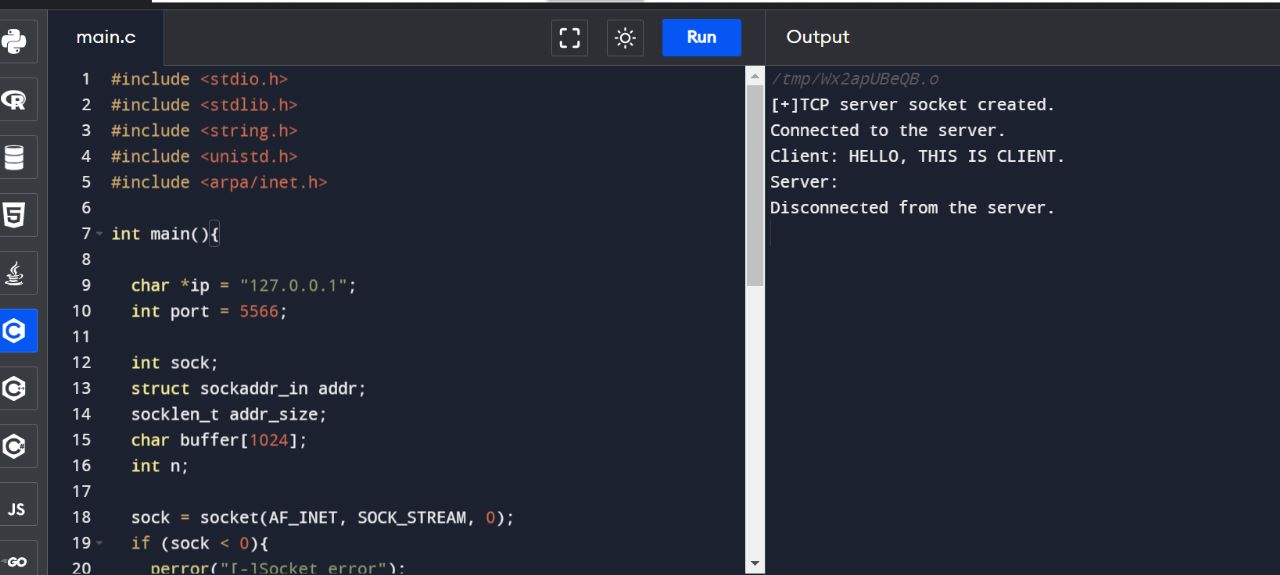 main.c
Run
Output
1 #include <stdio.h>
2 #include <stdlib.h>
3 #include <string.h>
4 #include <unistd.h>
5 #include <arpa/inet.h>
6
7 int main(){
8
9 char *ip = "127.0.0.1";
10 int port = 5566;
11
12 int sock;
13 struct sockaddr_in addr;
14 socklen_t addr_size;
15 char buffer[1024];
16 int n;
17
18 sock = socket(AF_INET, SOCK_STREAM, 0);
19 if (sock < 0){
20 perror("[-]Socket error");
/tmp/Wx2apUBeQB.o
[+]TCP server socket created.
Connected to the server.
Client: HELLO, THIS IS CLIENT.
Server:
Disconnected from the server.
R
5
C
C
C
JS
GO